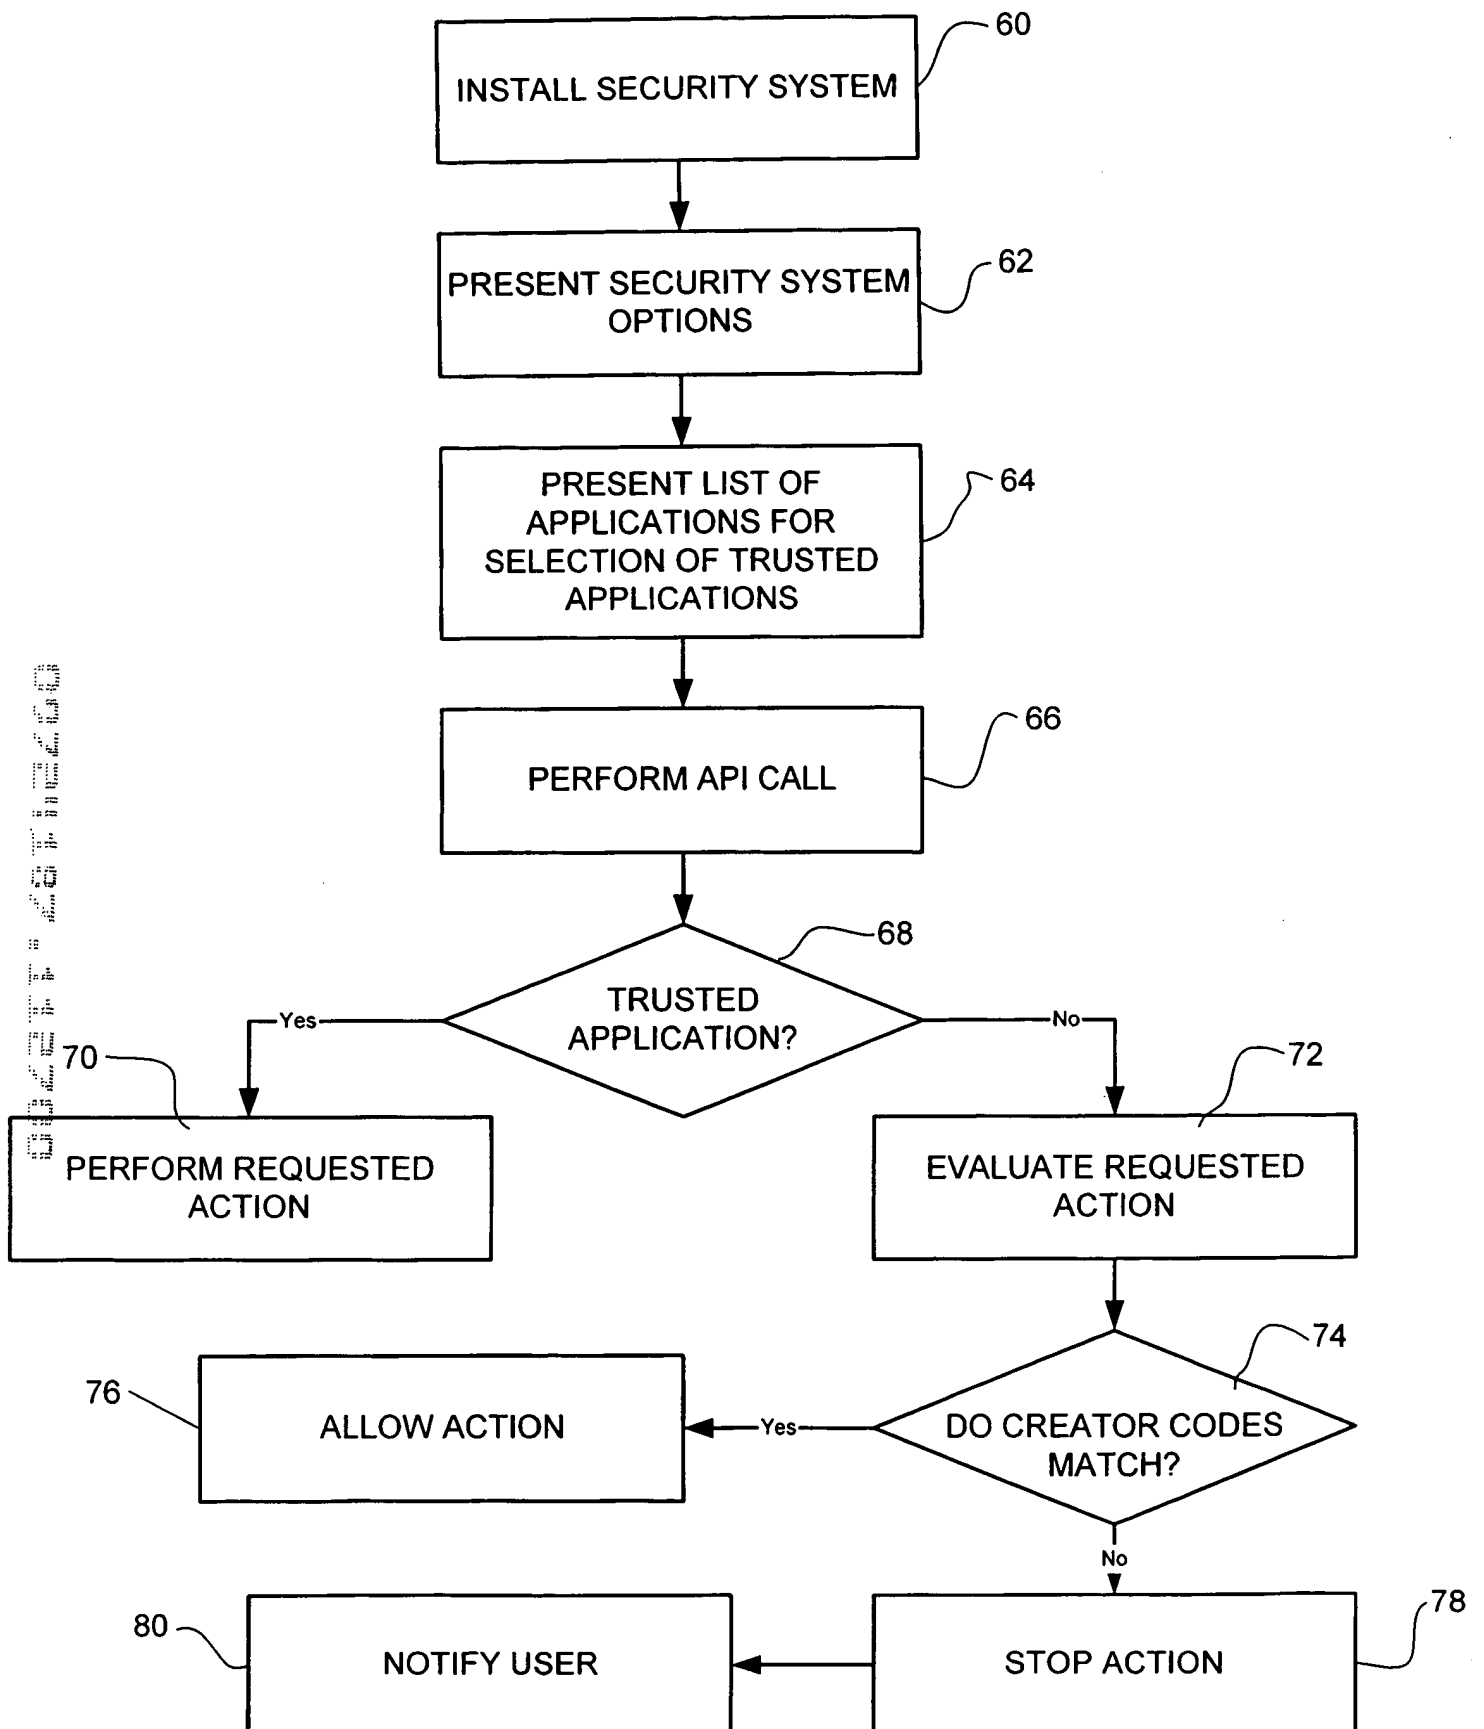 60
INSTALL SECURITY SYSTEM
62
PRESENT SECURITY SYSTEM
OPTIONS
64
PRESENT LIST OF
APPLICATIONS FOR
SELECTION OF TRUSTED
APPLICATIONS
66
PERFORM API CALL
68
TRUSTED
APPLICATION?
Yes
No
70
72
PERFORM REQUESTED
ACTION
EVALUATE REQUESTED
ACTION
74
76
ALLOW ACTION
Yes
DO CREATOR CODES
MATCH?
No
78
80
NOTIFY USER
STOP ACTION